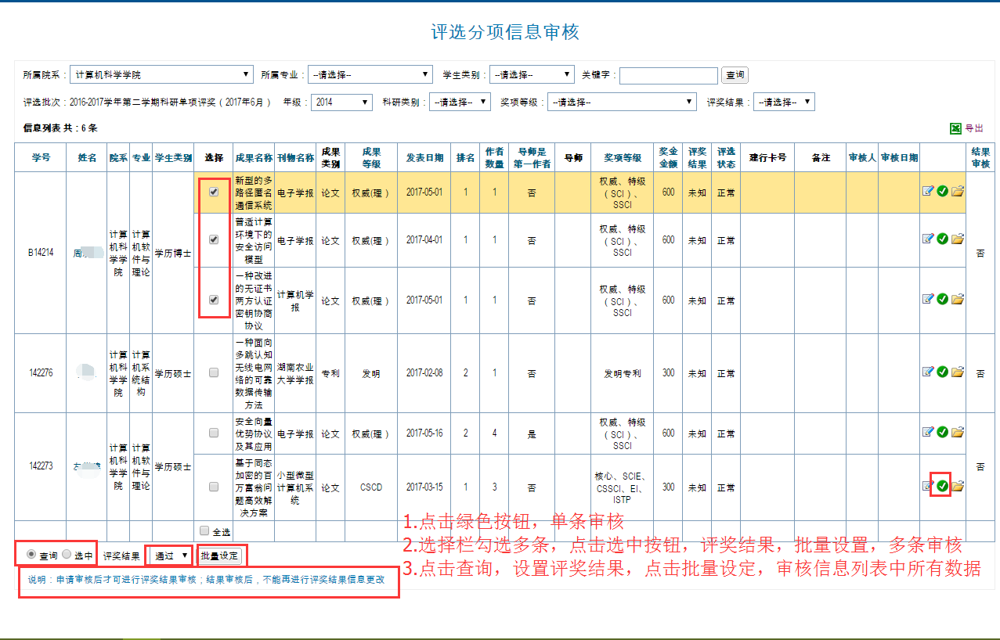 评选分项信息审核
所属院系： 计算机科学学院 所属专业： --请选择-- 学生类别： --请选择-- 关键字： 查询
评选批次：2016-2017学年第二学期科研单项评奖（2017年6月） 年级： 2014 科研类别： --请选择-- 奖项等级： --请选择-- 评奖结果： --请选择--
信息列表 共：6 条 导出
学号 姓名 院系 专业 学生类别 选择 成果名称 刊物名称 成果类别 成果等级 发表日期 排名 作者数量 导师是第一作者 导师 奖项等级 奖金金额 评奖结果 评选状态 建行卡号 备注 审核人 审核日期 结果审核
B14214 周 计算机科学学院 计算机软件与理论 学历博士 新型的多路径匿名通信系统 电子学报 论文 权威(理） 2017-05-01 1 1 否 权威、特级（SCI）、SSCI 600 未知 正常 否
普适计算环境下的安全访问模型 电子学报 论文 权威(理） 2017-04-01 1 1 否 权威、特级（SCI）、SSCI 600 未知 正常
一种改进的无证书两方认证密钥协商协议 计算机学报 论文 权威(理） 2017-05-01 1 1 否 权威、特级（SCI）、SSCI 600 未知 正常
142276 计算机科学学院 计算机系统结构 学历硕士 一种面向多跳认知无线电网络的可靠数据传输方法 湖南农业大学学报 专利 发明 2017-02-08 2 1 否 发明专利 300 未知 正常 否
142273 计算机科学学院 计算机软件与理论 学历硕士 安全向量优势协议及其应用 电子学报 论文 权威(理） 2017-05-16 2 4 是 权威、特级（SCI）、SSCI 600 未知 正常 否
基于同态加密的百万富翁问题高效解决方案 小型微型计算机系统 论文 CSCD 2017-03-15 1 3 否 核心、SCIE、CSSCI、EI、ISTP 300 未知 正常
全选
1.点击绿色按钮，单条审核
2.选择栏勾选多条，点击选中按钮，评奖结果，批量设置，多条审核
3.点击查询，设置评奖结果，点击批量设定，审核信息列表中所有数据
查询 选中 评奖结果 通过 批量设定
说明：申请审核后才可进行评奖结果审核；结果审核后，不能再进行评奖结果信息更改